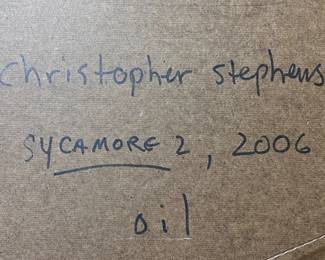 christopher stephens
SYCAMORE 2, 2006
oil